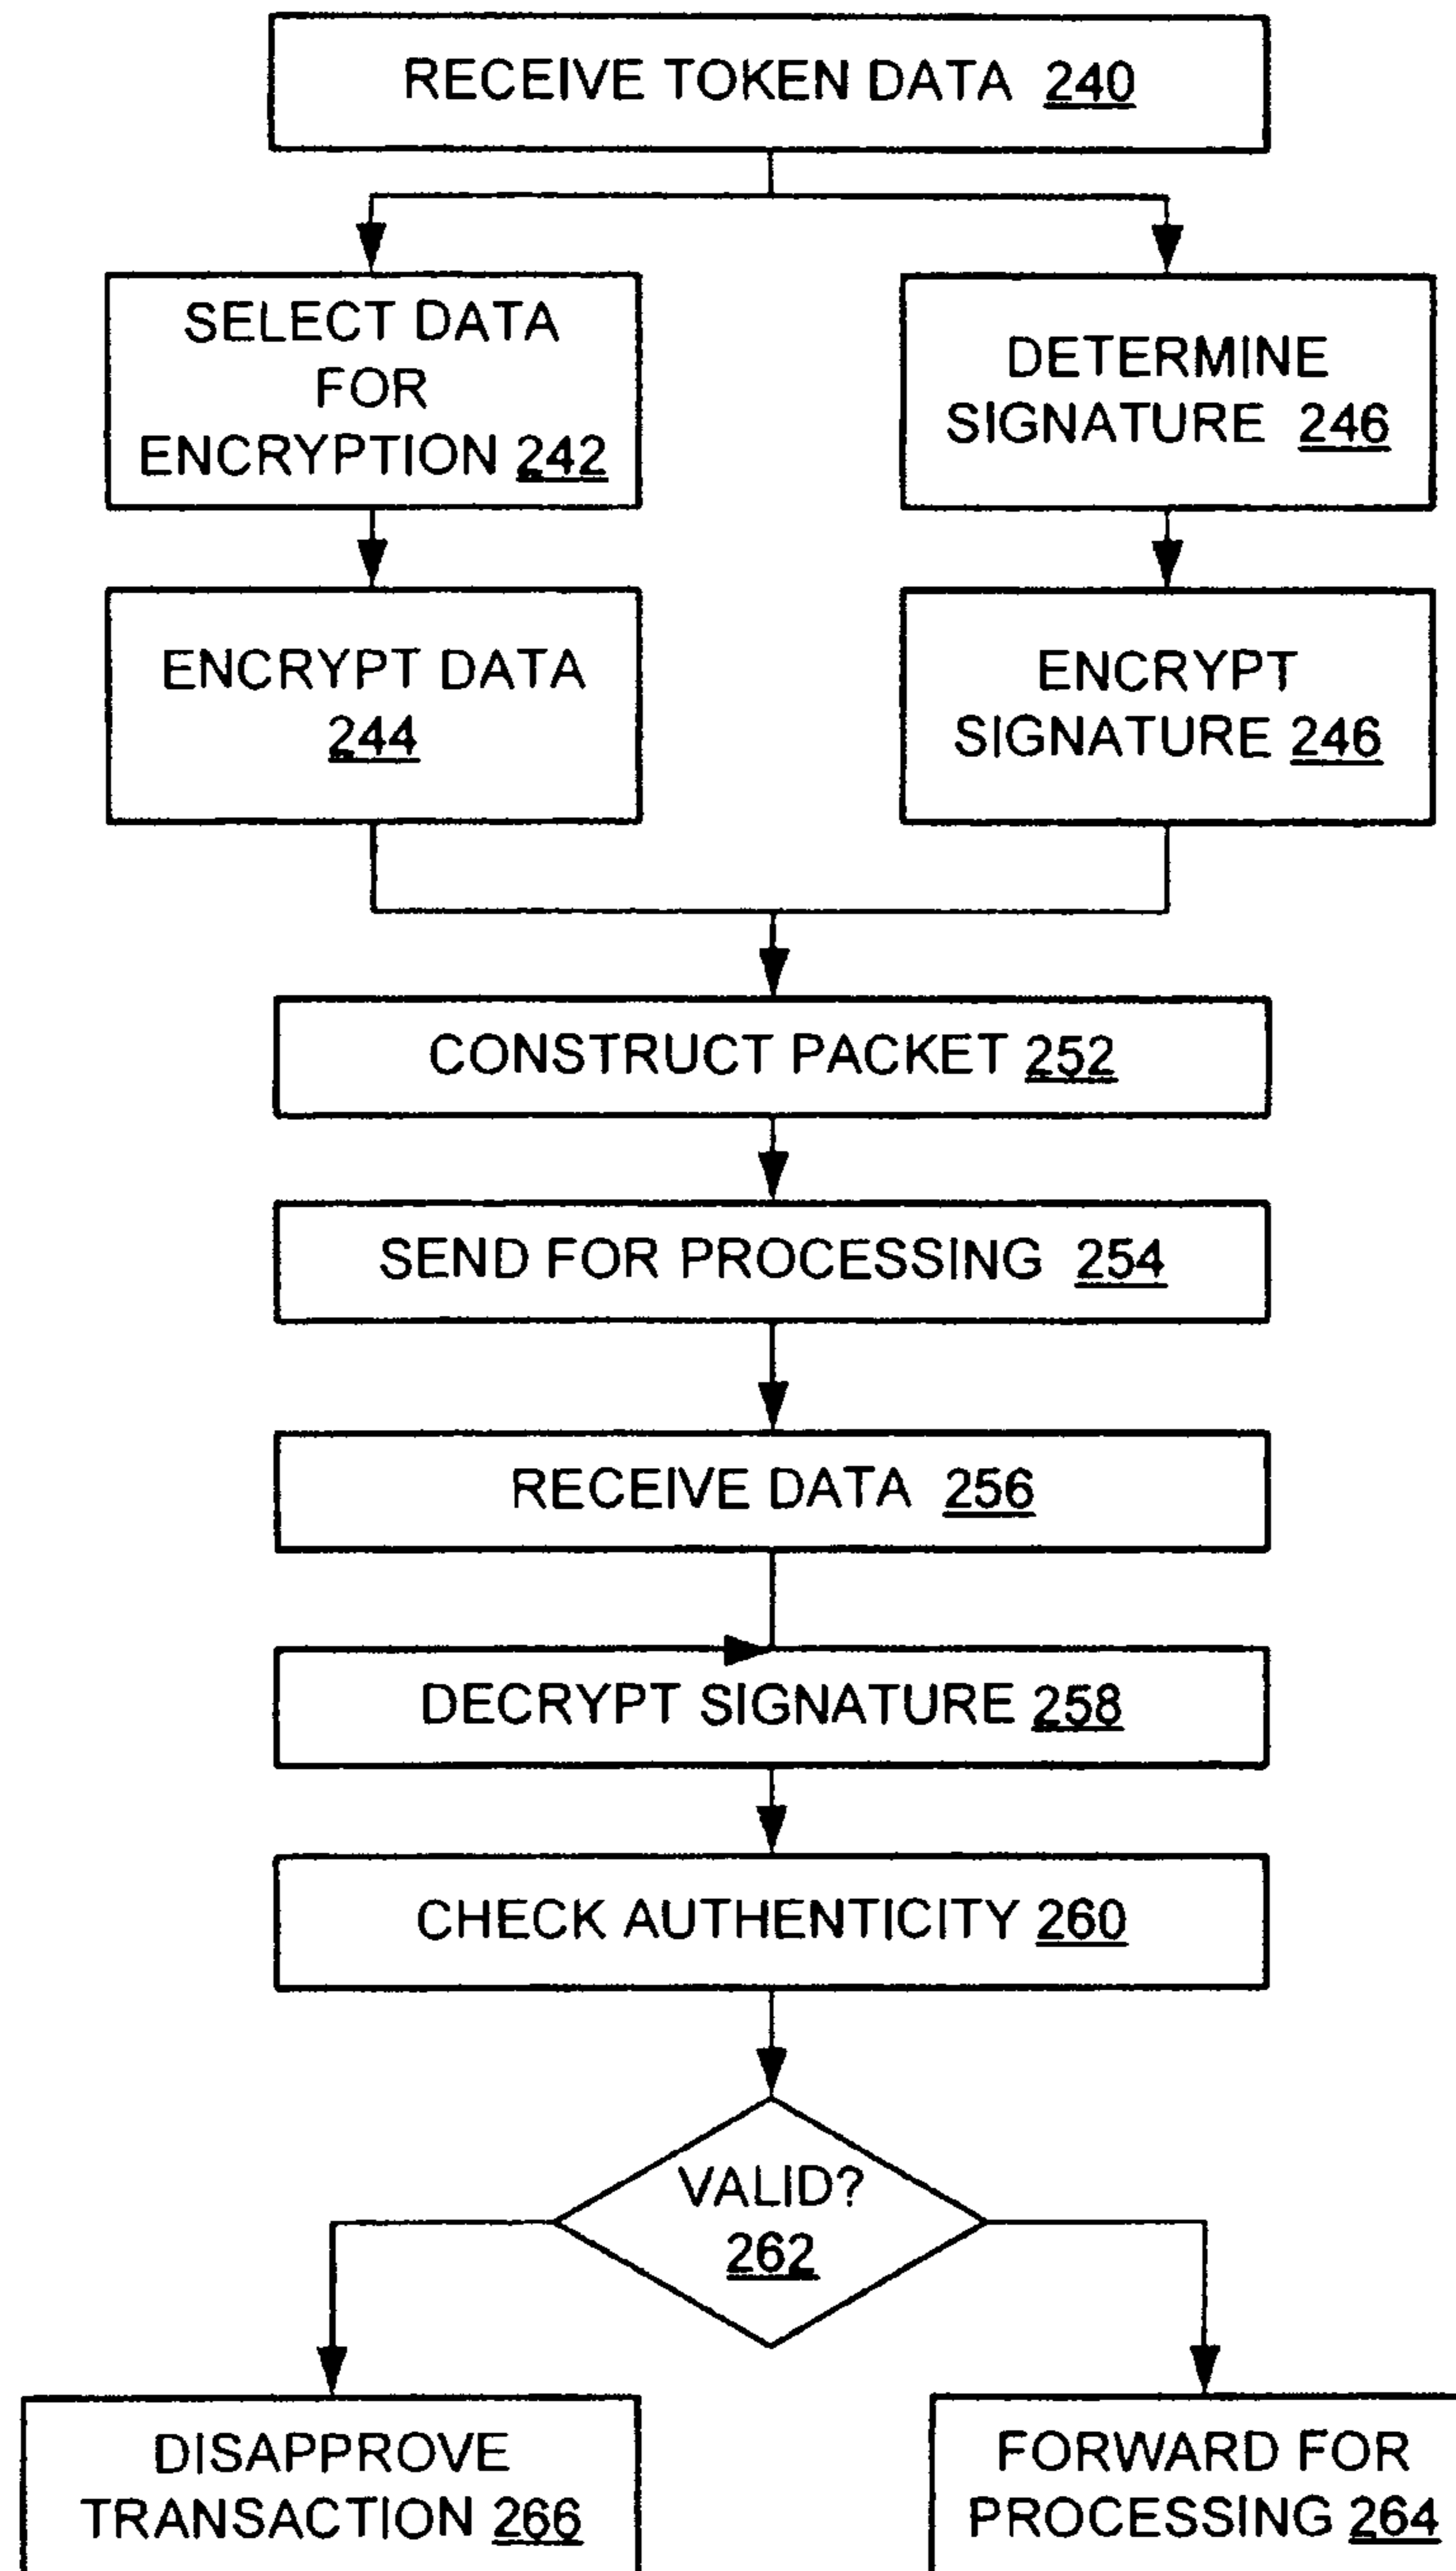 RECEIVE TOKEN DATA 240
SELECT DATA
FOR
ENCRYPTION 242
DETERMINE
SIGNATURE 246
ENCRYPT DATA
244
ENCRYPT
SIGNATURE 246
CONSTRUCT PACKET 252
SEND FOR PROCESSING 254
RECEIVE DATA 256
DECRYPT SIGNATURE 258
CHECK AUTHENTICITY 260
VALID?
262
DISAPPROVE
TRANSACTION 266
FORWARD FOR
PROCESSING 264